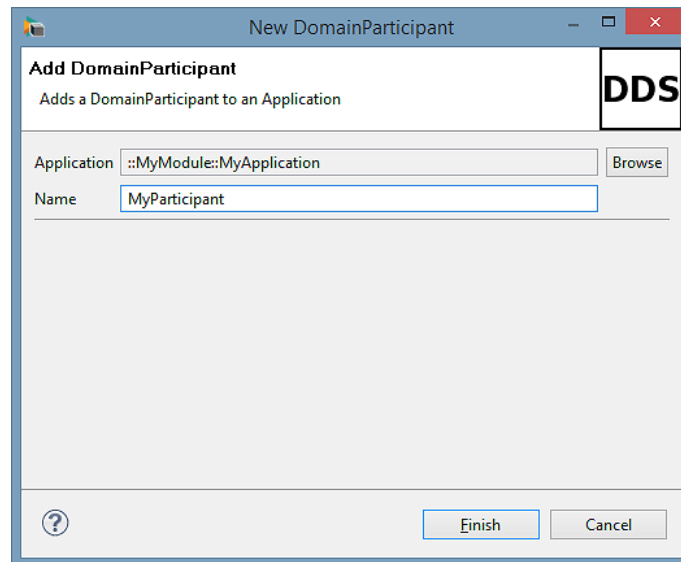 New DomainParticipant
Add DomainParticipant
Adds a DomainParticipant to an Application
DDS
Application ::MyModule::MyApplication Browse
Name MyParticipant
?
Finish Cancel